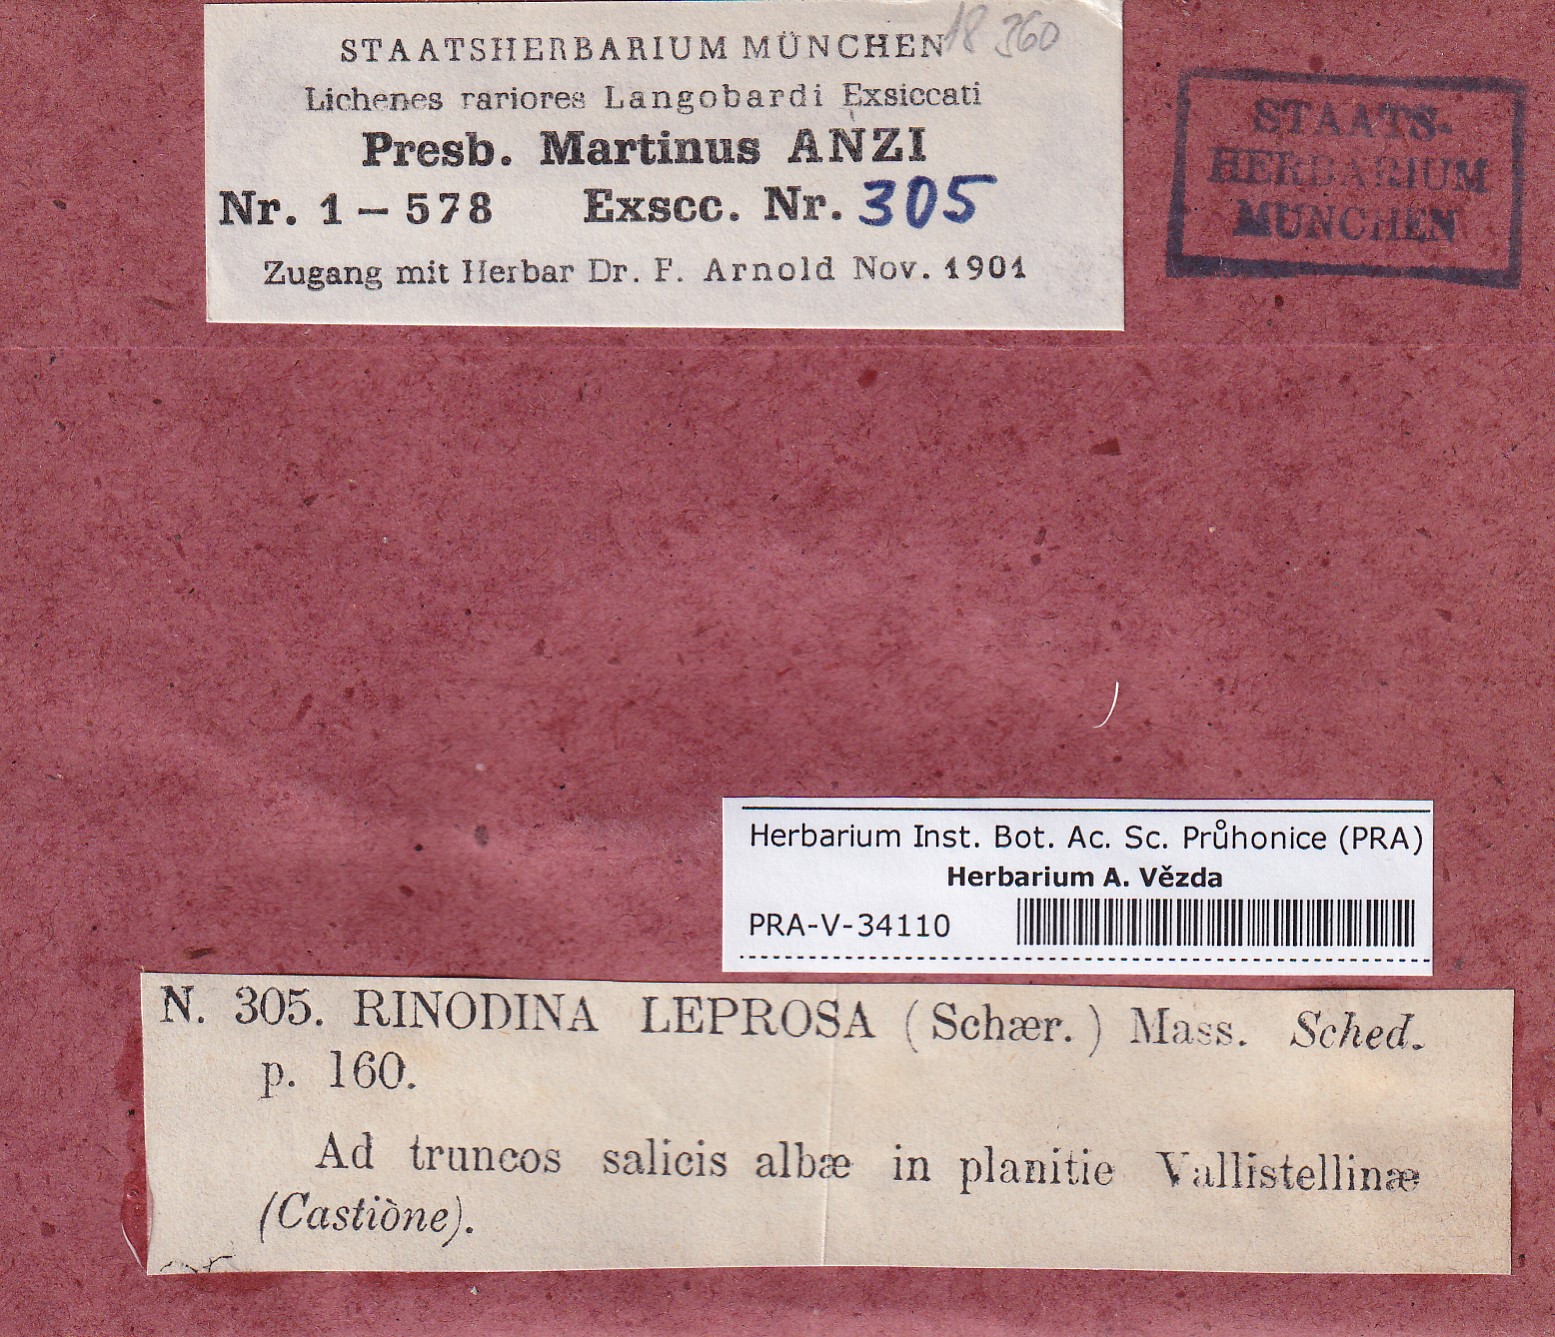 18 360
STAATSHERBARIUM MÜNCHEN
Lichenes rariores Langobardi Exsiccati
Presb. Martinus ANZI
Nr. 1 – 578 Exscc. Nr. 305
Zugang mit Herbar Dr. F. Arnold Nov. 1901
STAATS-
HERBARIUM
MÜNCHEN
Herbarium Inst. Bot. Ac. Sc. Průhonice (PRA)
Herbarium A. Vězda
PRA-V-34110
N. 305. RINODINA LEPROSA (Schær.) Mass. Sched.
p. 160.
Ad truncos salicis albæ in planitie Vallistellinæ
(Castiòne).